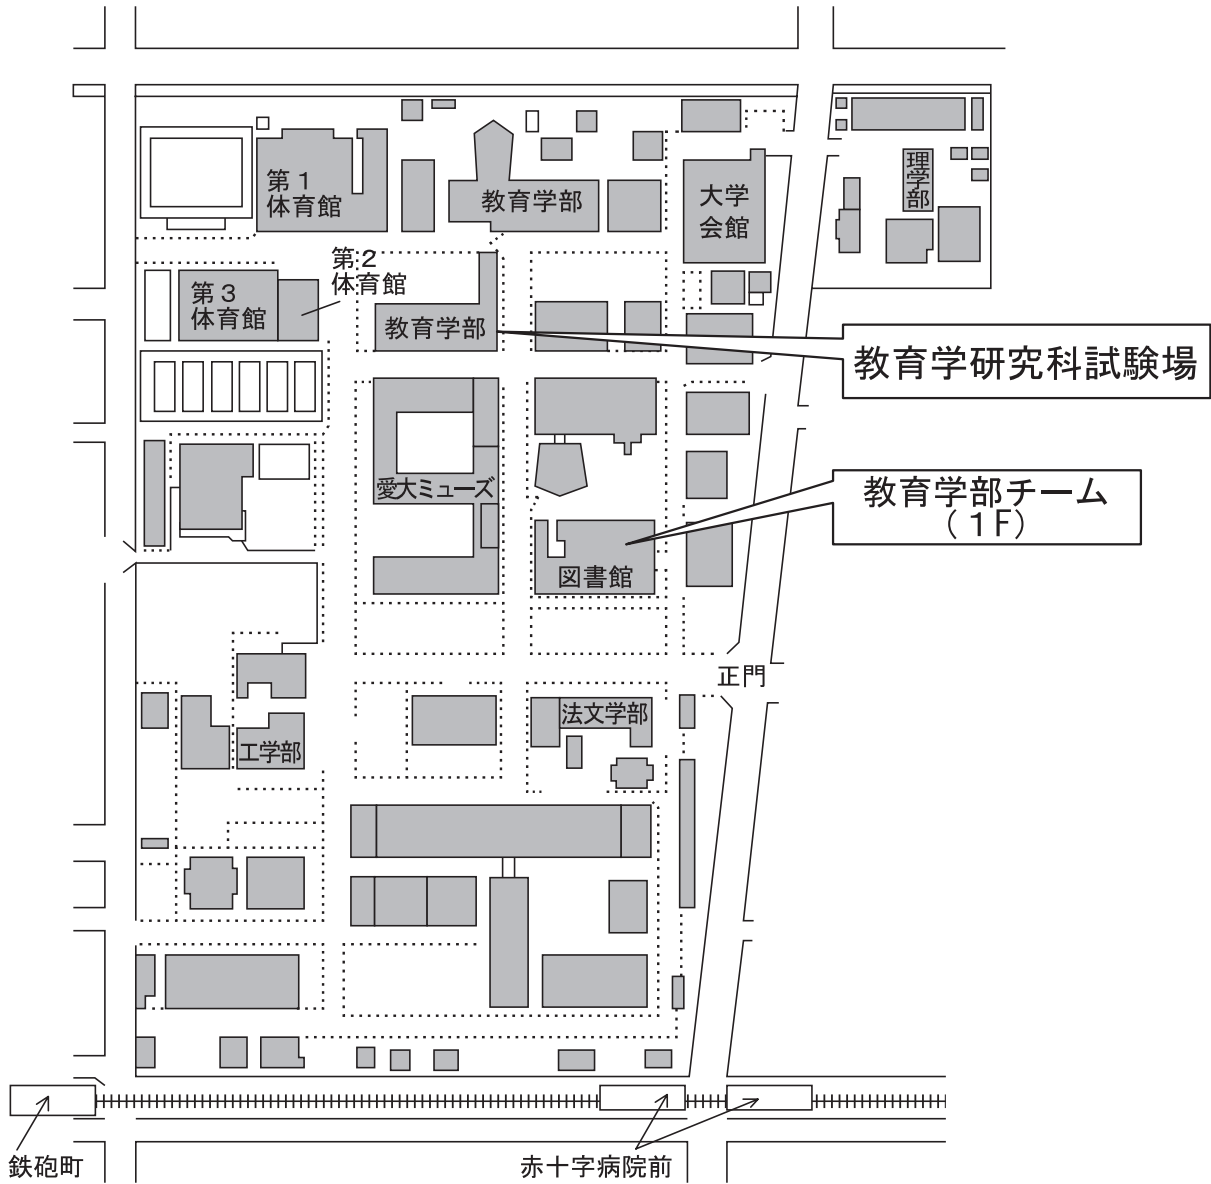 第１
体育館
教育学部
大学
会館
理
学
部
第２
体育館
第３
体育館
教育学部
教育学研究科試験場
愛大ミューズ
教育学部チーム
（１F）
図書館
正門
法文学部
工学部
鉄砲町
赤十字病院前